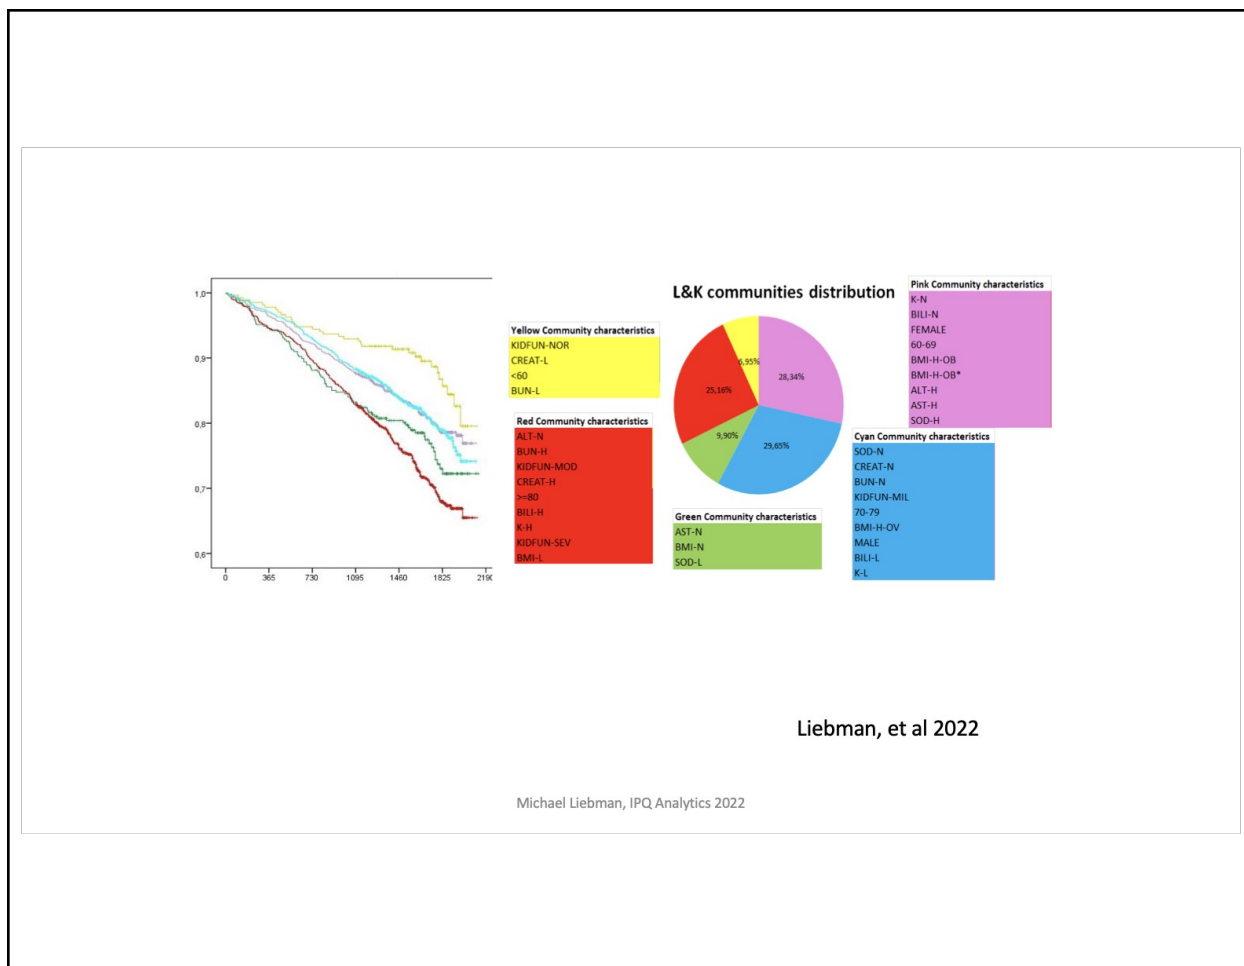 1,0
0,9
0,8
0,7
0,6
0
365
730
1095
1460
1825
2190
Yellow Community characteristics
KIDFUN-NOR
CREAT-L
<60
BUN-L
Red Community characteristics
ALT-N
BUN-H
KIDFUN-MOD
CREAT-H
>=80
BILI-H
K-H
KIDFUN-SEV
BMI-L
L&K communities distribution
6,95%
28,34%
25,16%
9,90%
29,65%
Green Community characteristics
AST-N
BMI-N
SOD-L
Pink Community characteristics
K-N
BILI-N
FEMALE
60-69
BMI-H-OB
BMI-H-OB*
ALT-H
AST-H
SOD-H
Cyan Community characteristics
SOD-N
CREAT-N
BUN-N
KIDFUN-MIL
70-79
BMI-H-OV
MALE
BILI-L
K-L
Liebman, et al 2022
Michael Liebman, IPQ Analytics 2022